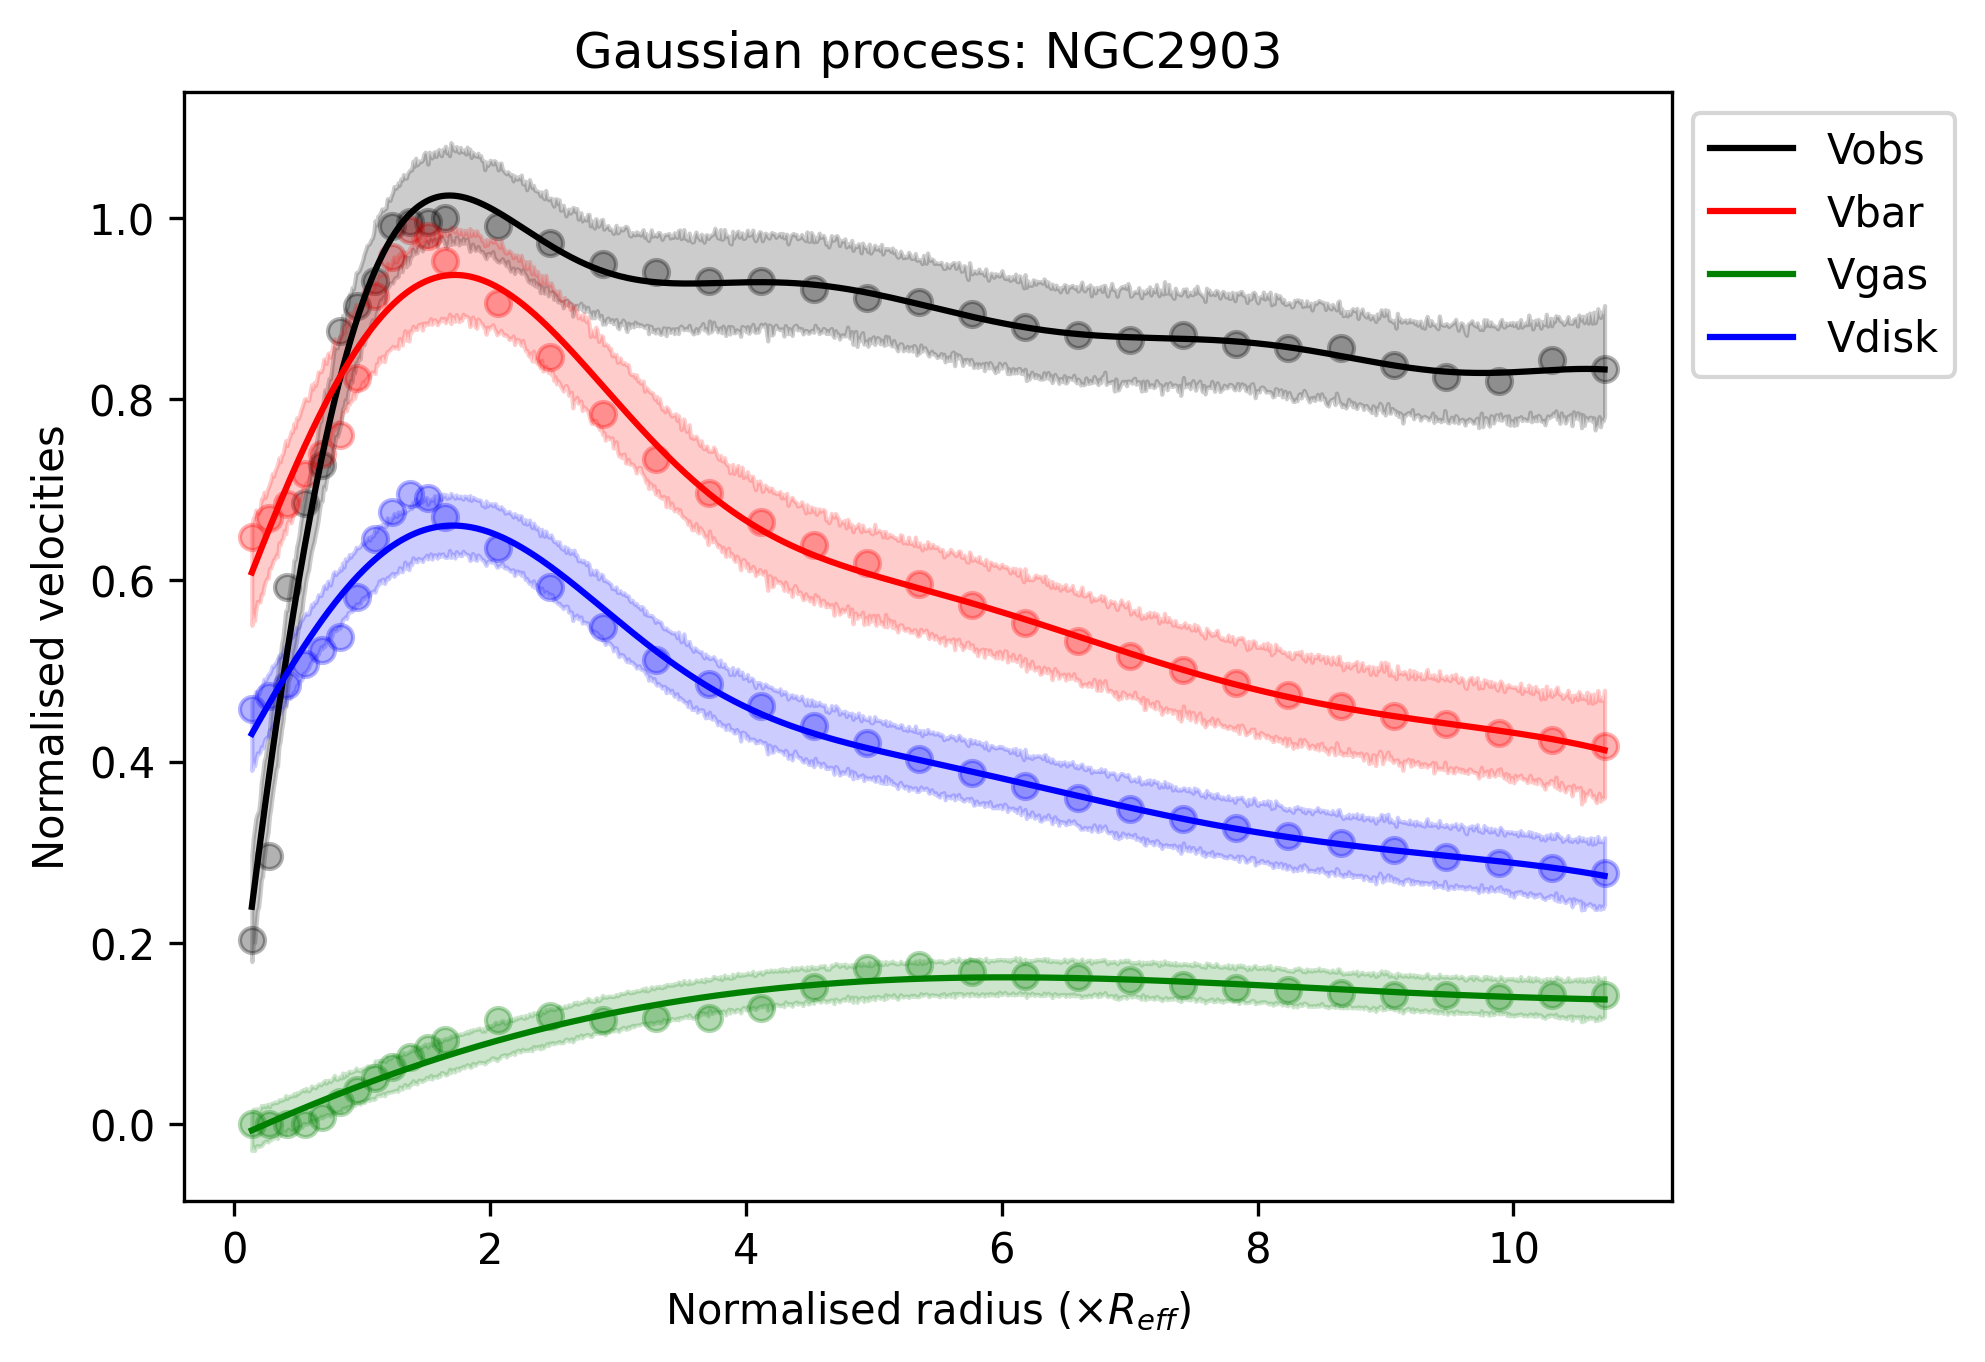 Gaussian process: NGC2903
Vobs
Vbar
Vgas
Vdisk
Normalised velocities
1.0
0.8
0.6
0.4
0.2
0.0
0 2 4 6 8 10
Normalised radius (×R_eff)